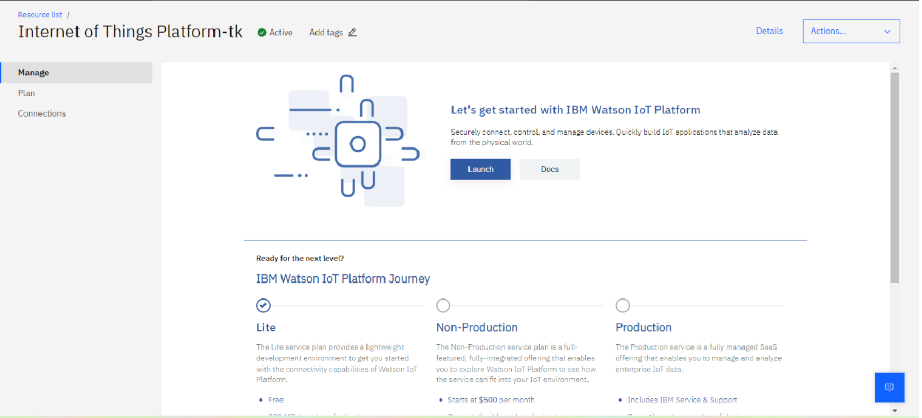 Resource list /
Internet of Things Platform-tk
Active
Add tags
Details
Actions...
Manage
Plan
Connections
Let's get started with IBM Watson IoT Platform
Securely connect, control, and manage devices. Quickly build IoT applications that analyze data
from the physical world.
Launch
Docs
Ready for the next level?
IBM Watson IoT Platform Journey
Lite
The Lite service plan provides a lightweight
development environment to get you started
with the connectivity capabilities of Watson IoT
Platform.
Free
Non-Production
The Non-Production service plan is a full-
featured, fully-integrated offering that enables
you to explore Watson IoT Platform to see how
the service can fit into your IoT environment.
Starts at $500 per month
Production
The Production service is a fully managed SaaS
offering that enables you to manage and analyze
enterprise IoT data.
Includes IBM Service & Support